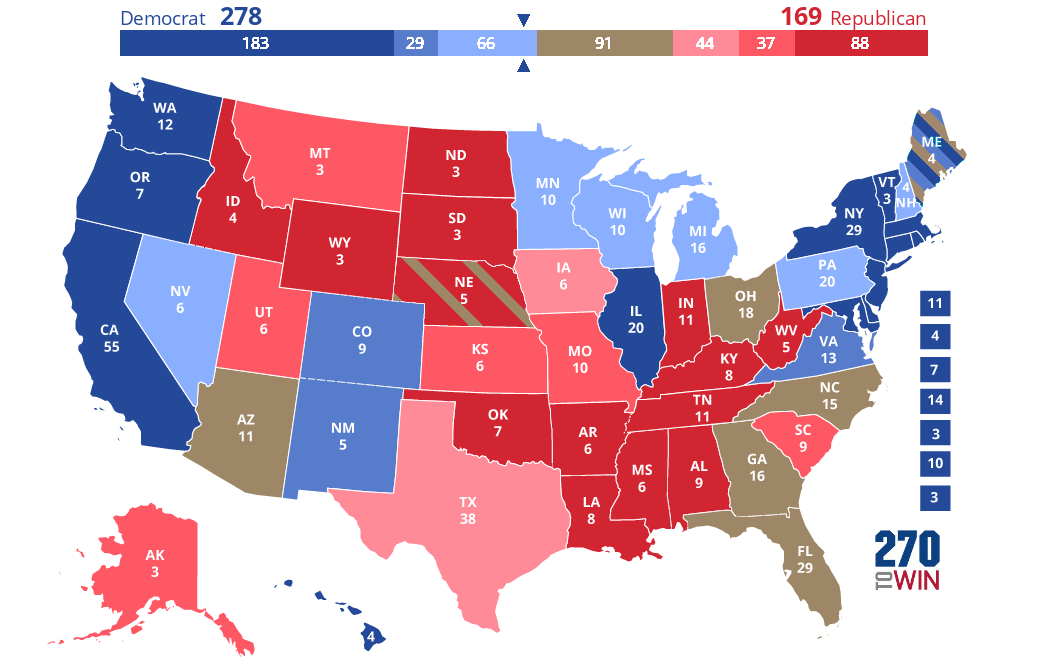 Democrat 278
169 Republican
183 29 66 91 44 37 88
WA
12
OR
7
CA
55
NV
6
ID
4
MT
3
WY
3
UT
6
AZ
11
CO
9
NM
5
ND
3
SD
3
NE
5
KS
6
OK
7
TX
38
MN
10
IA
6
MO
10
AR
6
LA
8
WI
10
IL
20
MI
16
IN
11
OH
18
KY
8
TN
11
MS
6
AL
9
GA
16
FL
29
SC
9
NC
15
VA
13
WV
5
PA
20
NY
29
VT
3
4
NH
ME
4
11
4
7
14
3
10
3
AK
3
4
270
TO WIN